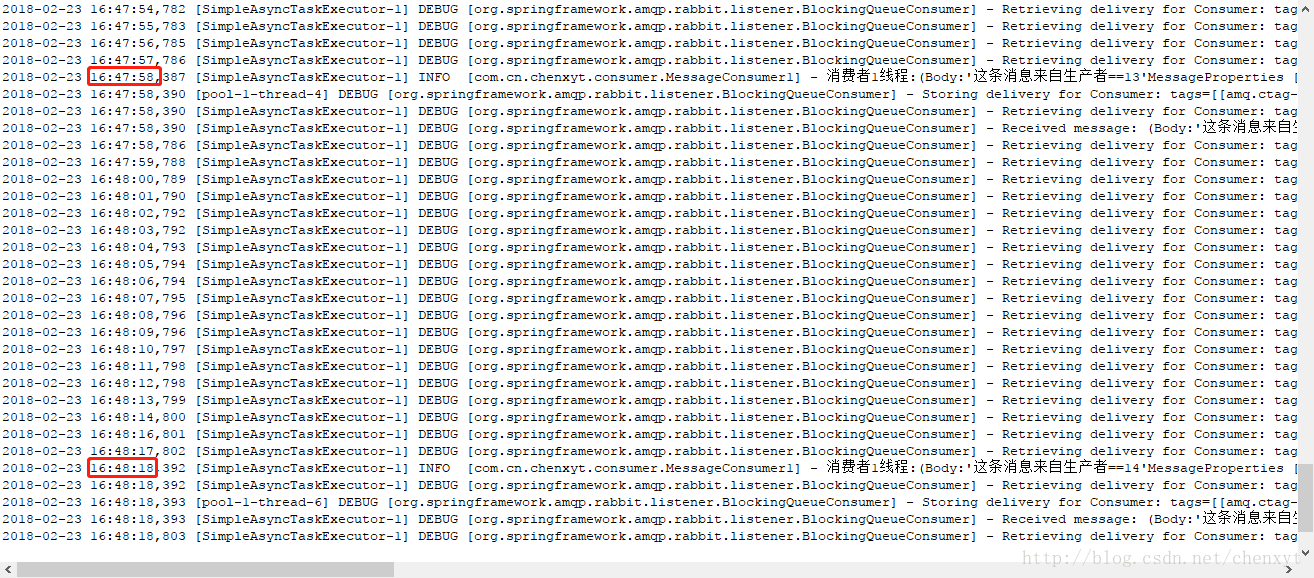 2018-02-23 16:47:54,782 [SimpleAsyncTaskExecutor-1] DEBUG [org.springframework.amqp.rabbit.listener.BlockingQueueConsumer] - Retrieving delivery for Consumer: tag
2018-02-23 16:47:55,783 [SimpleAsyncTaskExecutor-1] DEBUG [org.springframework.amqp.rabbit.listener.BlockingQueueConsumer] - Retrieving delivery for Consumer: tag
2018-02-23 16:47:56,785 [SimpleAsyncTaskExecutor-1] DEBUG [org.springframework.amqp.rabbit.listener.BlockingQueueConsumer] - Retrieving delivery for Consumer: tag
2018-02-23 16:47:57,786 [SimpleAsyncTaskExecutor-1] DEBUG [org.springframework.amqp.rabbit.listener.BlockingQueueConsumer] - Retrieving delivery for Consumer: tag
2018-02-23 16:47:58,387 [SimpleAsyncTaskExecutor-1] INFO  [com.cn.chenxyt.consumer.MessageConsumer1] - 消费者1线程:(Body:'这条消息来自生产者==13'MessageProperties [
2018-02-23 16:47:58,390 [pool-1-thread-4] DEBUG [org.springframework.amqp.rabbit.listener.BlockingQueueConsumer] - Storing delivery for Consumer: tags=[[amq.ctag-
2018-02-23 16:47:58,390 [SimpleAsyncTaskExecutor-1] DEBUG [org.springframework.amqp.rabbit.listener.BlockingQueueConsumer] - Retrieving delivery for Consumer: tag
2018-02-23 16:47:58,390 [SimpleAsyncTaskExecutor-1] DEBUG [org.springframework.amqp.rabbit.listener.BlockingQueueConsumer] - Received message: (Body:'这条消息来自生
2018-02-23 16:47:58,786 [SimpleAsyncTaskExecutor-1] DEBUG [org.springframework.amqp.rabbit.listener.BlockingQueueConsumer] - Retrieving delivery for Consumer: tag
2018-02-23 16:47:59,788 [SimpleAsyncTaskExecutor-1] DEBUG [org.springframework.amqp.rabbit.listener.BlockingQueueConsumer] - Retrieving delivery for Consumer: tag
2018-02-23 16:48:00,789 [SimpleAsyncTaskExecutor-1] DEBUG [org.springframework.amqp.rabbit.listener.BlockingQueueConsumer] - Retrieving delivery for Consumer: tag
2018-02-23 16:48:01,790 [SimpleAsyncTaskExecutor-1] DEBUG [org.springframework.amqp.rabbit.listener.BlockingQueueConsumer] - Retrieving delivery for Consumer: tag
2018-02-23 16:48:02,792 [SimpleAsyncTaskExecutor-1] DEBUG [org.springframework.amqp.rabbit.listener.BlockingQueueConsumer] - Retrieving delivery for Consumer: tag
2018-02-23 16:48:03,792 [SimpleAsyncTaskExecutor-1] DEBUG [org.springframework.amqp.rabbit.listener.BlockingQueueConsumer] - Retrieving delivery for Consumer: tag
2018-02-23 16:48:04,793 [SimpleAsyncTaskExecutor-1] DEBUG [org.springframework.amqp.rabbit.listener.BlockingQueueConsumer] - Retrieving delivery for Consumer: tag
2018-02-23 16:48:05,794 [SimpleAsyncTaskExecutor-1] DEBUG [org.springframework.amqp.rabbit.listener.BlockingQueueConsumer] - Retrieving delivery for Consumer: tag
2018-02-23 16:48:06,794 [SimpleAsyncTaskExecutor-1] DEBUG [org.springframework.amqp.rabbit.listener.BlockingQueueConsumer] - Retrieving delivery for Consumer: tag
2018-02-23 16:48:07,795 [SimpleAsyncTaskExecutor-1] DEBUG [org.springframework.amqp.rabbit.listener.BlockingQueueConsumer] - Retrieving delivery for Consumer: tag
2018-02-23 16:48:08,796 [SimpleAsyncTaskExecutor-1] DEBUG [org.springframework.amqp.rabbit.listener.BlockingQueueConsumer] - Retrieving delivery for Consumer: tag
2018-02-23 16:48:09,796 [SimpleAsyncTaskExecutor-1] DEBUG [org.springframework.amqp.rabbit.listener.BlockingQueueConsumer] - Retrieving delivery for Consumer: tag
2018-02-23 16:48:10,797 [SimpleAsyncTaskExecutor-1] DEBUG [org.springframework.amqp.rabbit.listener.BlockingQueueConsumer] - Retrieving delivery for Consumer: tag
2018-02-23 16:48:11,798 [SimpleAsyncTaskExecutor-1] DEBUG [org.springframework.amqp.rabbit.listener.BlockingQueueConsumer] - Retrieving delivery for Consumer: tag
2018-02-23 16:48:12,798 [SimpleAsyncTaskExecutor-1] DEBUG [org.springframework.amqp.rabbit.listener.BlockingQueueConsumer] - Retrieving delivery for Consumer: tag
2018-02-23 16:48:13,799 [SimpleAsyncTaskExecutor-1] DEBUG [org.springframework.amqp.rabbit.listener.BlockingQueueConsumer] - Retrieving delivery for Consumer: tag
2018-02-23 16:48:14,800 [SimpleAsyncTaskExecutor-1] DEBUG [org.springframework.amqp.rabbit.listener.BlockingQueueConsumer] - Retrieving delivery for Consumer: tag
2018-02-23 16:48:16,801 [SimpleAsyncTaskExecutor-1] DEBUG [org.springframework.amqp.rabbit.listener.BlockingQueueConsumer] - Retrieving delivery for Consumer: tag
2018-02-23 16:48:17,802 [SimpleAsyncTaskExecutor-1] DEBUG [org.springframework.amqp.rabbit.listener.BlockingQueueConsumer] - Retrieving delivery for Consumer: tag
2018-02-23 16:48:18,392 [SimpleAsyncTaskExecutor-1] INFO  [com.cn.chenxyt.consumer.MessageConsumer1] - 消费者1线程:(Body:'这条消息来自生产者==14'MessageProperties [
2018-02-23 16:48:18,392 [SimpleAsyncTaskExecutor-1] DEBUG [org.springframework.amqp.rabbit.listener.BlockingQueueConsumer] - Retrieving delivery for Consumer: tag
2018-02-23 16:48:18,393 [pool-1-thread-6] DEBUG [org.springframework.amqp.rabbit.listener.BlockingQueueConsumer] - Storing delivery for Consumer: tags=[[amq.ctag-
2018-02-23 16:48:18,393 [SimpleAsyncTaskExecutor-1] DEBUG [org.springframework.amqp.rabbit.listener.BlockingQueueConsumer] - Received message: (Body:'这条消息来自生
2018-02-23 16:48:18,803 [SimpleAsyncTaskExecutor-1] DEBUG [org.springframework.amqp.rabbit.listener.BlockingQueueConsumer] - Retrieving delivery for Consumer: tag
http://blog.csdn.net/chenxyt